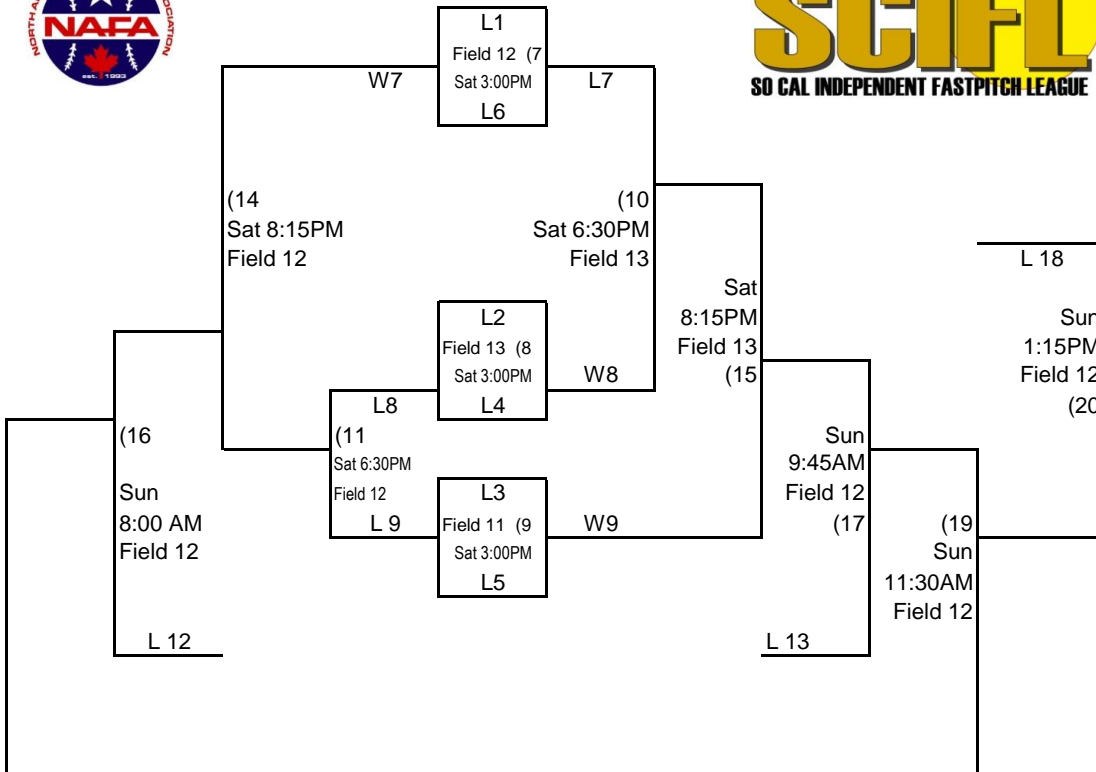 NAFA
est. 1993
SCIFL
SO CAL INDEPENDENT FASTPITCH LEAGUE
L1
Field 12 (7
Sat 3:00PM
L6
W7
L7
(14
Sat 8:15PM
Field 12
(10
Sat 6:30PM
Field 13
L 18
Sun
1:15PM
Field 12
(20
L2
Field 13 (8
Sat 3:00PM
L4
W8
L8
Sat
8:15PM
Field 13
(15
(16
Sun
8:00 AM
Field 12
L 12
(11
Sat 6:30PM
Field 12
L 9
L3
Field 11 (9
Sat 3:00PM
L5
W9
Sun
9:45AM
Field 12
(17
L 13
(19
Sun
11:30AM
Field 12